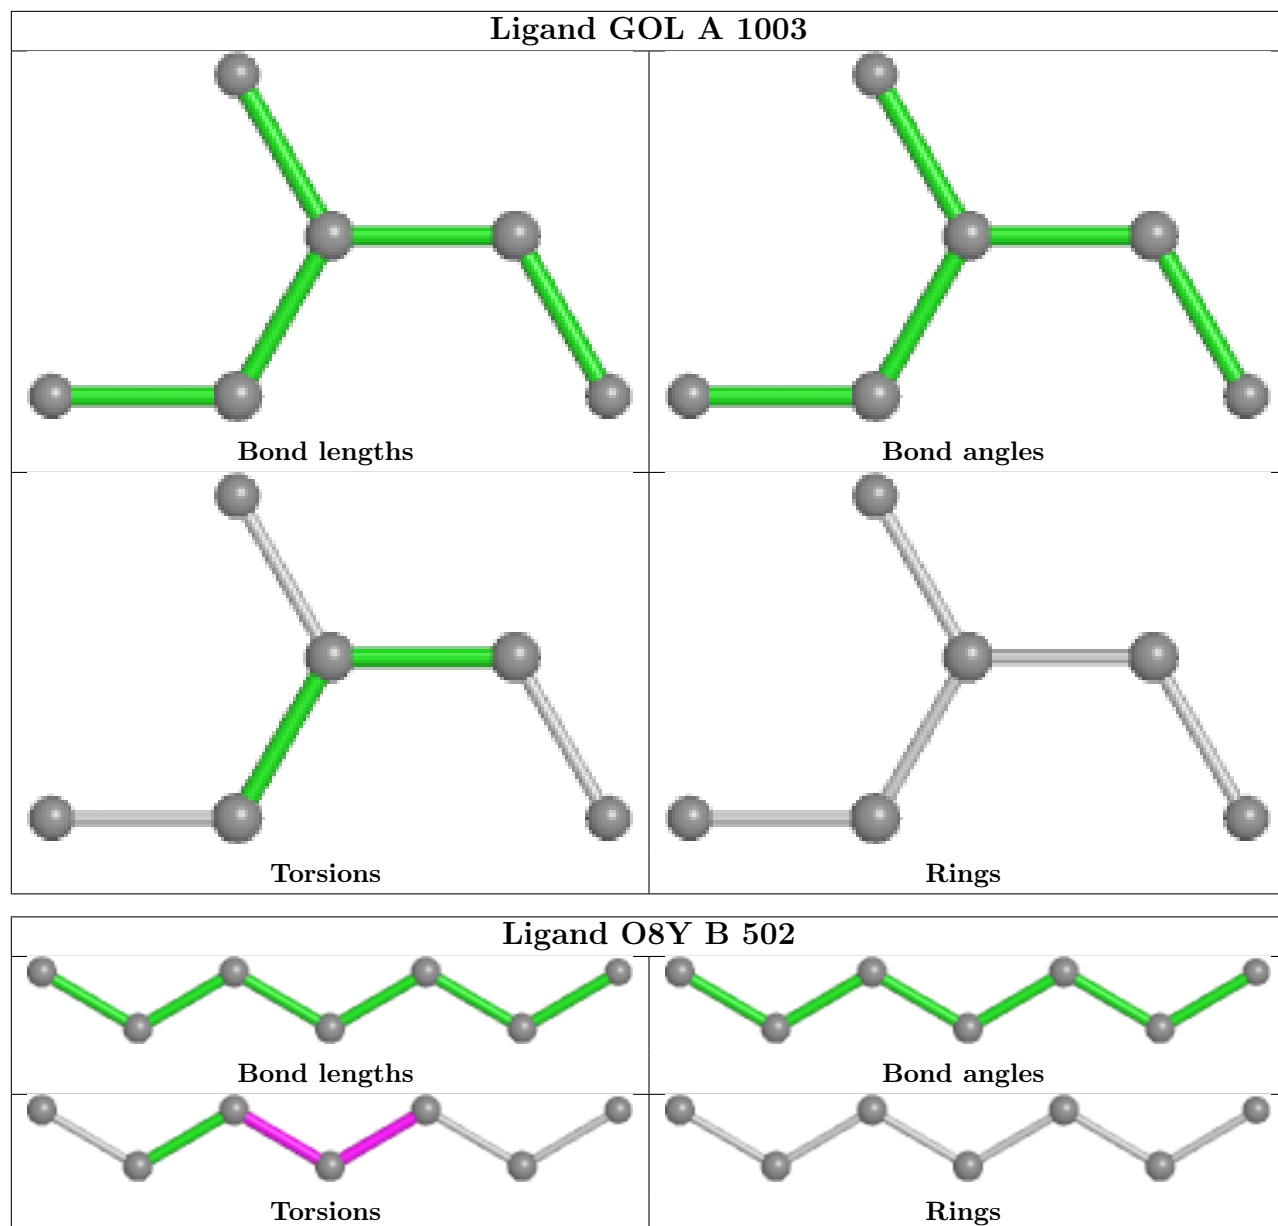 Ligand GOL A 1003
Bond lengths Bond angles
Torsions Rings
Ligand O8Y B 502
Bond lengths Bond angles
Torsions Rings